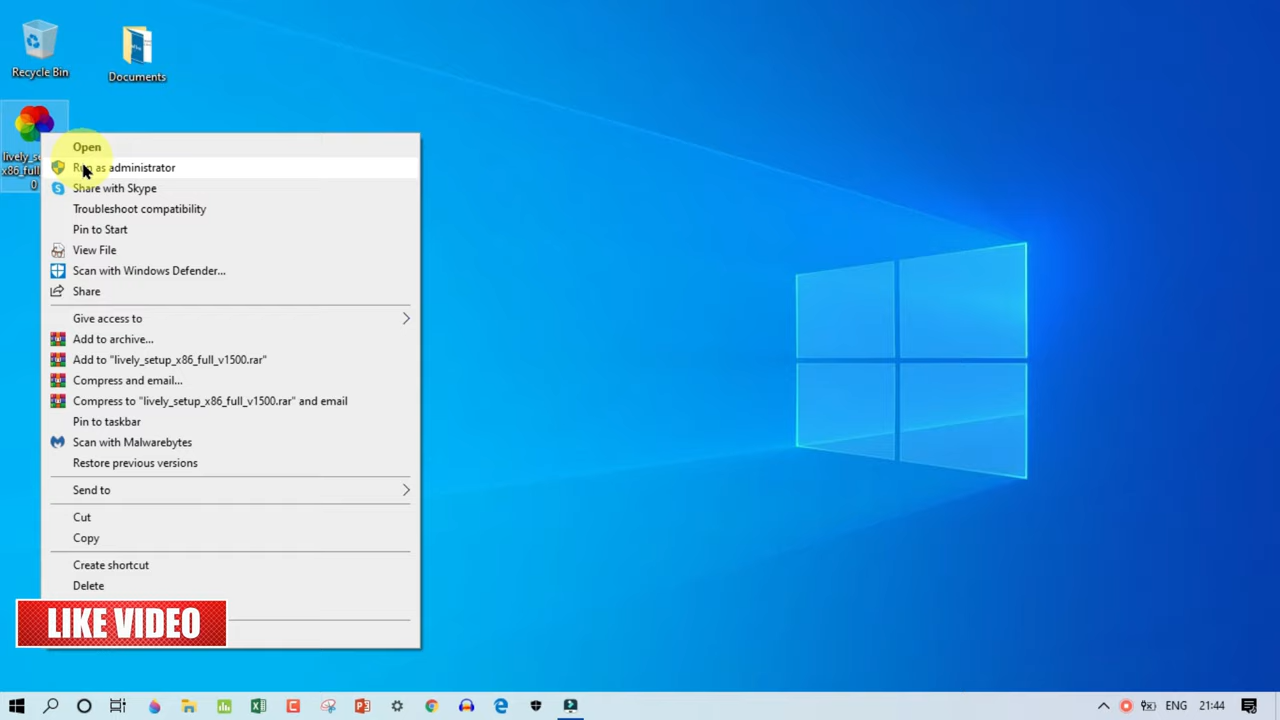 Recycle Bin
Documents
lively_se
x86_full
0
Open
Run as administrator
Share with Skype
Troubleshoot compatibility
Pin to Start
View File
Scan with Windows Defender...
Share
Give access to
Add to archive...
Add to "lively_setup_x86_full_v1500.rar"
Compress and email...
Compress to "lively_setup_x86_full_v1500.rar" and email
Pin to taskbar
Scan with Malwarebytes
Restore previous versions
Send to
Cut
Copy
Create shortcut
Delete
LIKE VIDEO
ENG
21:44